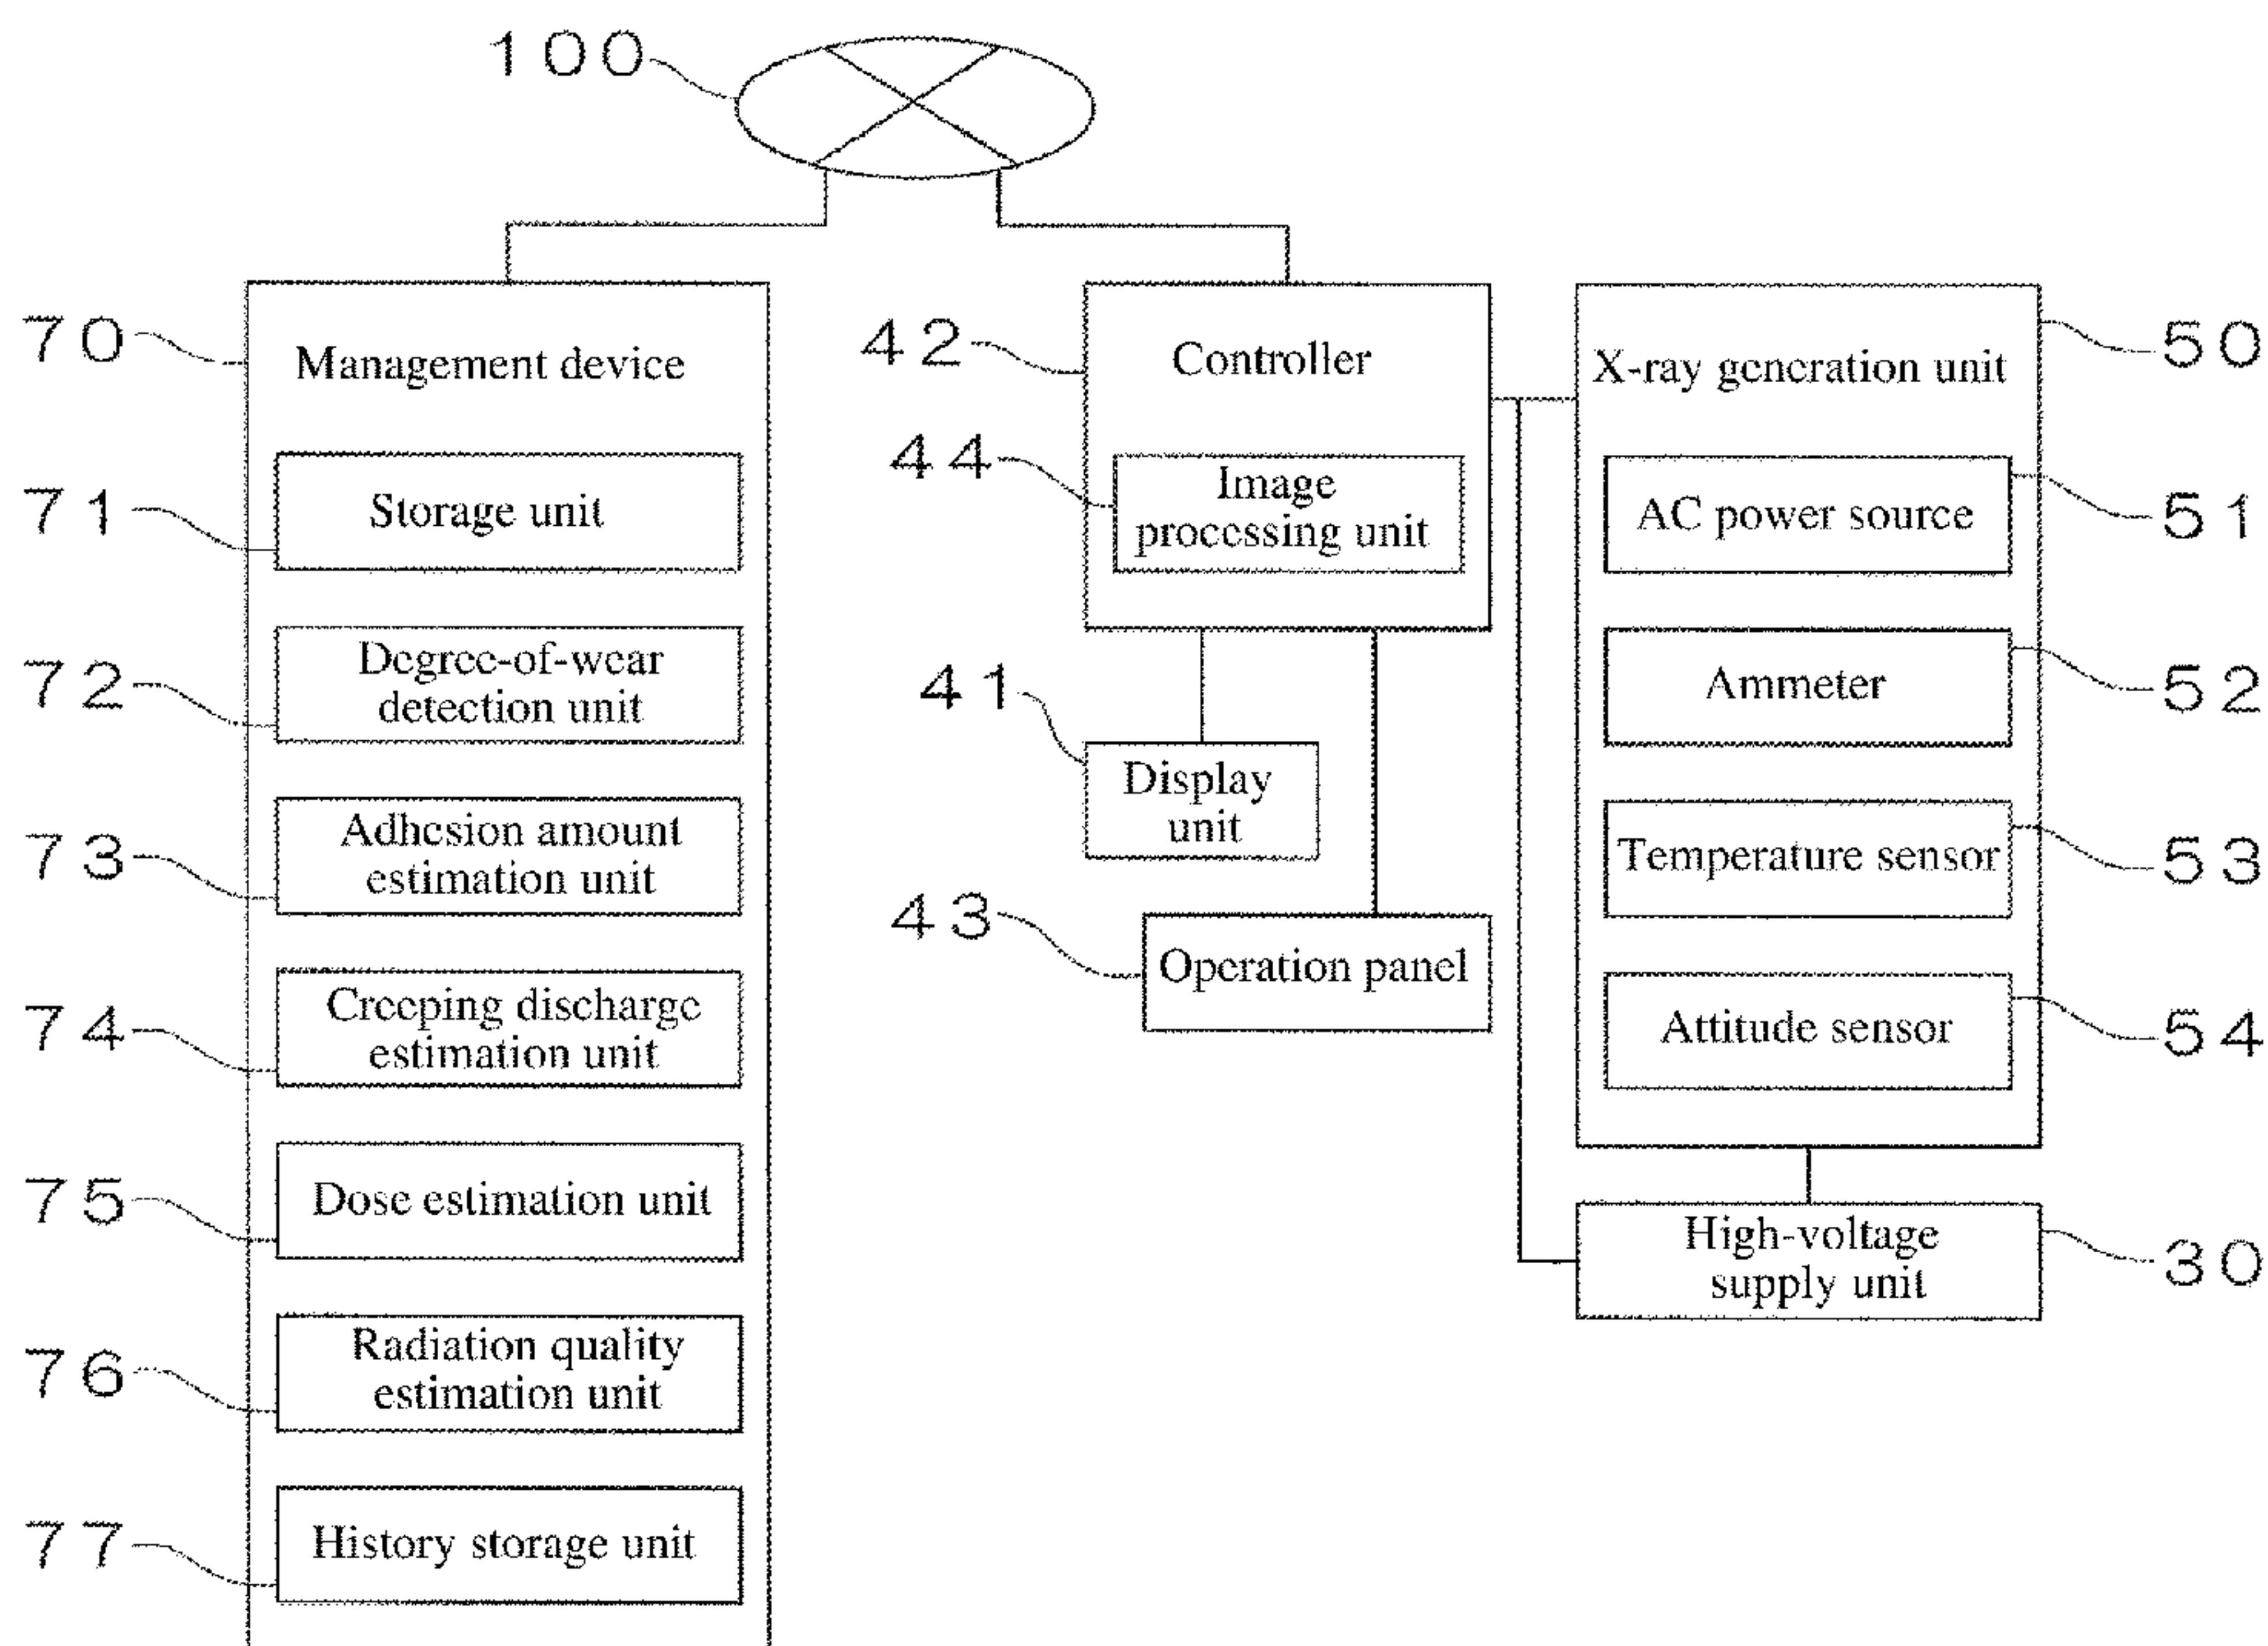 100
70
Management device
71
Storage unit
72
Degree-of-wear
detection unit
73
Adhesion amount
estimation unit
74
Creeping discharge
estimation unit
75
Dose estimation unit
76
Radiation quality
estimation unit
77
History storage unit
42
Controller
44
Image
processing unit
41
Display
unit
43
Operation panel
50
X-ray generation unit
51
AC power source
52
Ammeter
53
Temperature sensor
54
Attitude sensor
30
High-voltage
supply unit